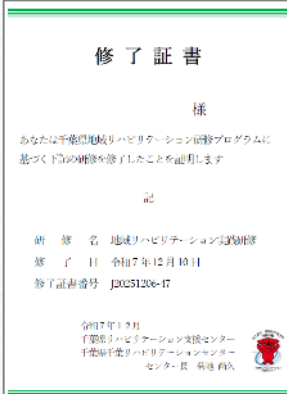 修了証書
様
あなたは千葉県地域リハビリテーション研修プログラムに
基づく下記の研修を修了したことを証明します
記
研修名 地域リハビリテーション実践研修
修了日 令和7年12月10日
修了証書番号 J20251206-47
令和7年12月
千葉県リハビリテーション支援センター
千葉県千葉リハビリテーションセンター
センター長 菊地 尚久